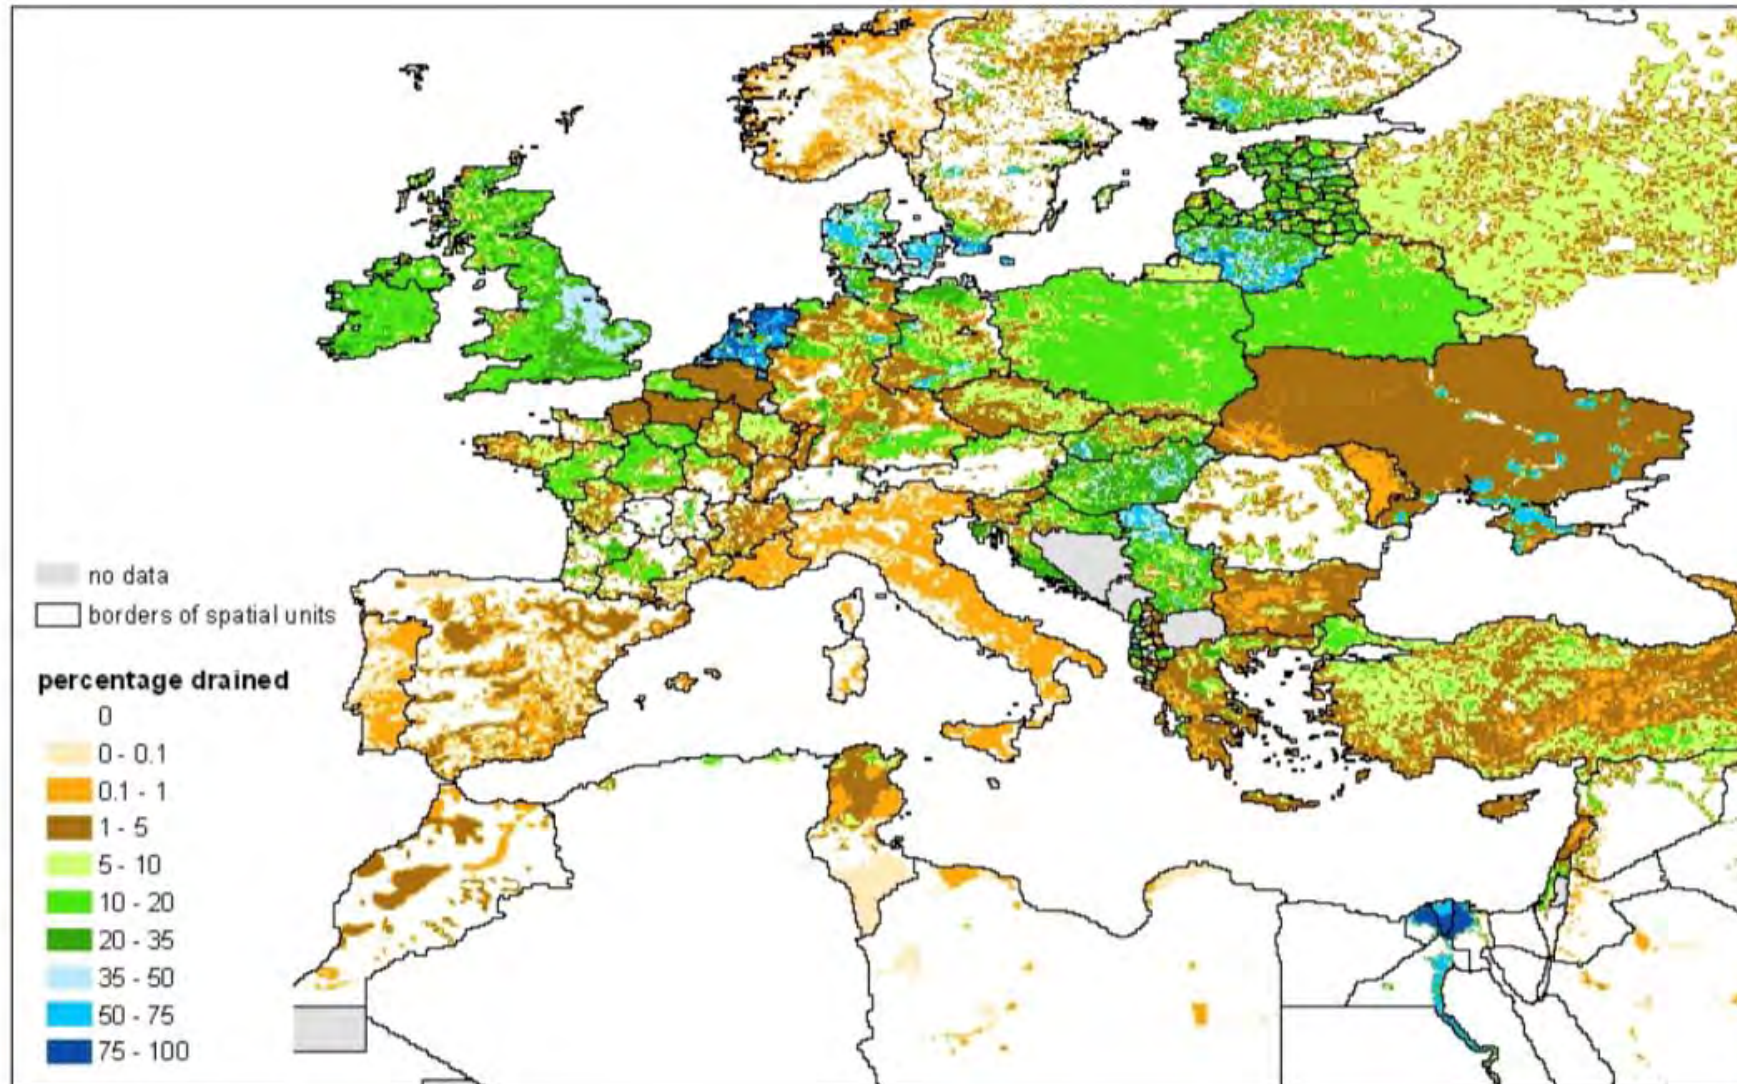 no data
borders of spatial units
percentage drained
0
0 - 0.1
0.1 - 1
1 - 5
5 - 10
10 - 20
20 - 35
35 - 50
50 - 75
75 - 100